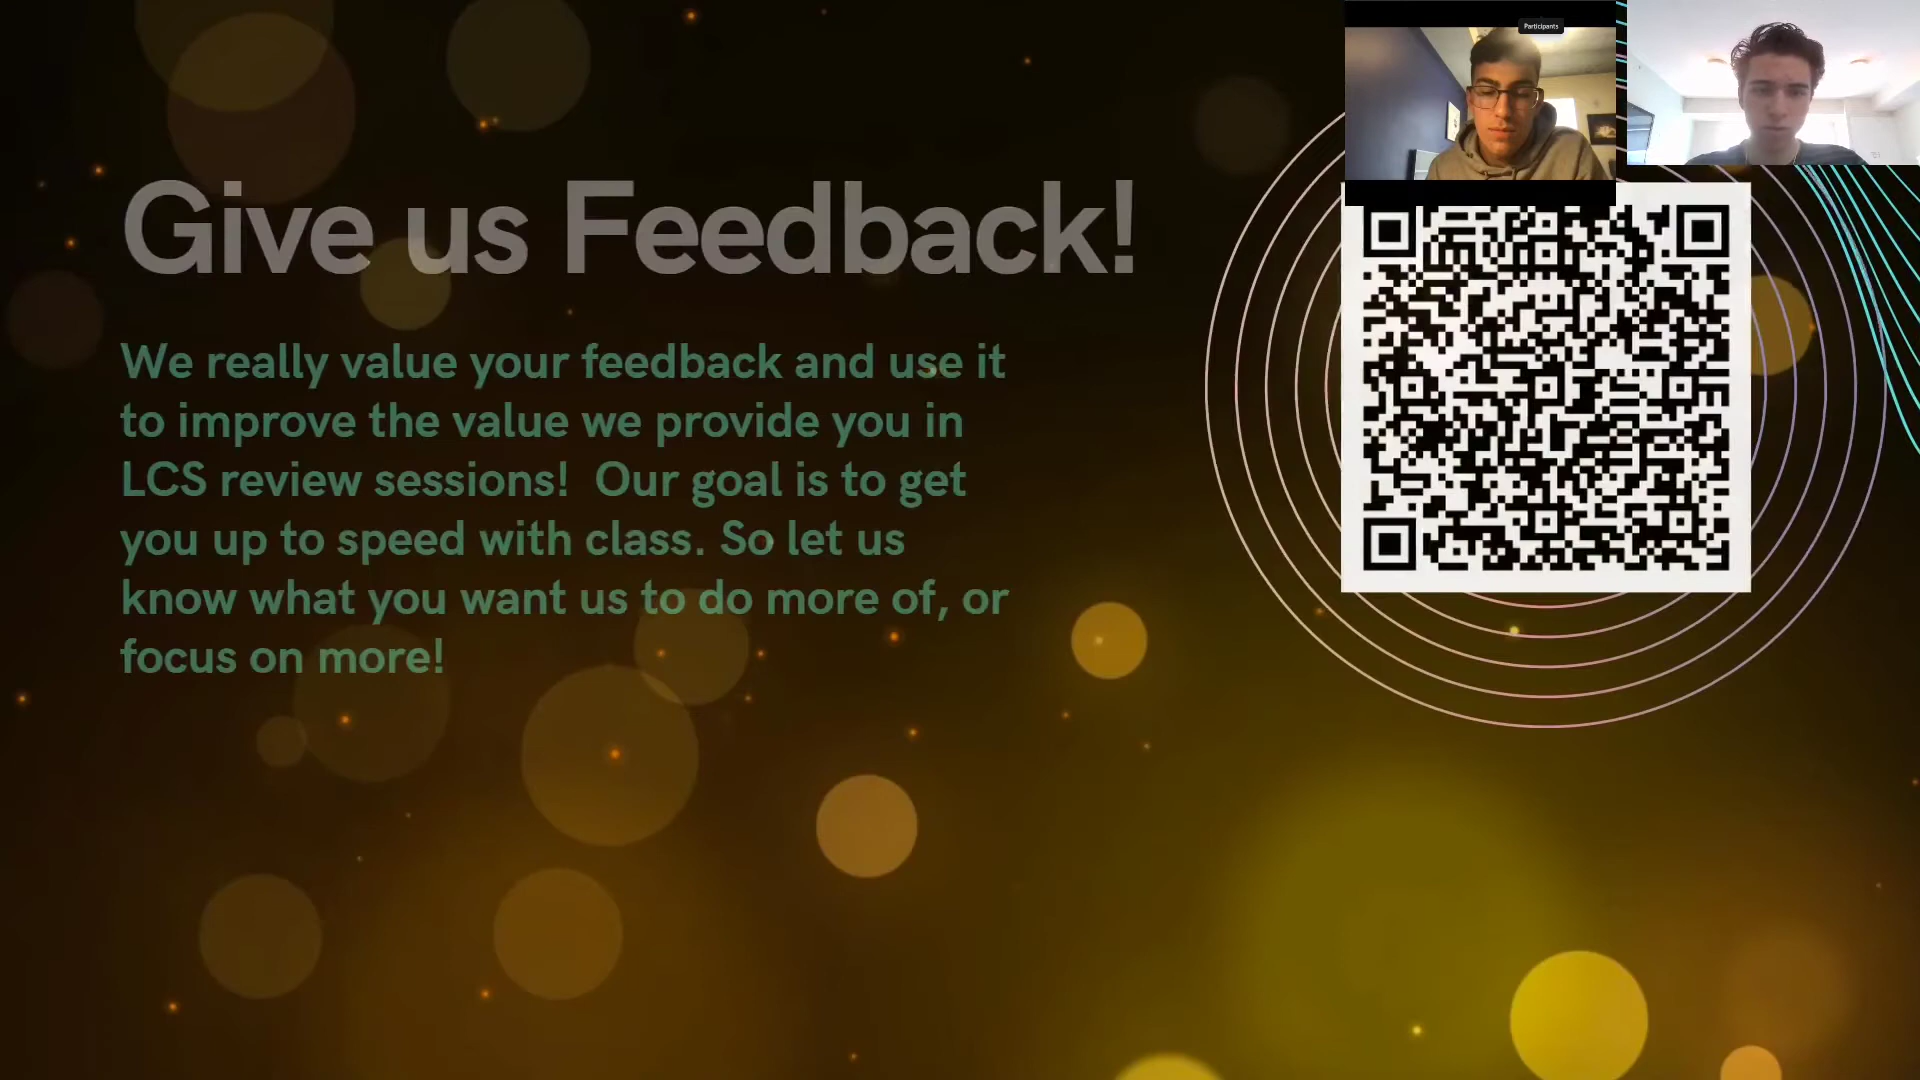 Participants
Give us Feedback!
We really value your feedback and use it
to improve the value we provide you in
LCS review sessions!  Our goal is to get
you up to speed with class. So let us
know what you want us to do more of, or
focus on more!